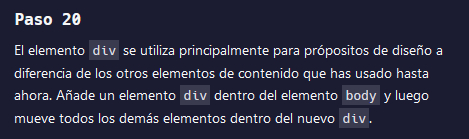 Paso 20
El elemento div se utiliza principalmente para própositos de diseño a
diferencia de los otros elementos de contenido que has usado hasta
ahora. Añade un elemento div dentro del elemento body y luego
mueve todos los demás elementos dentro del nuevo div.